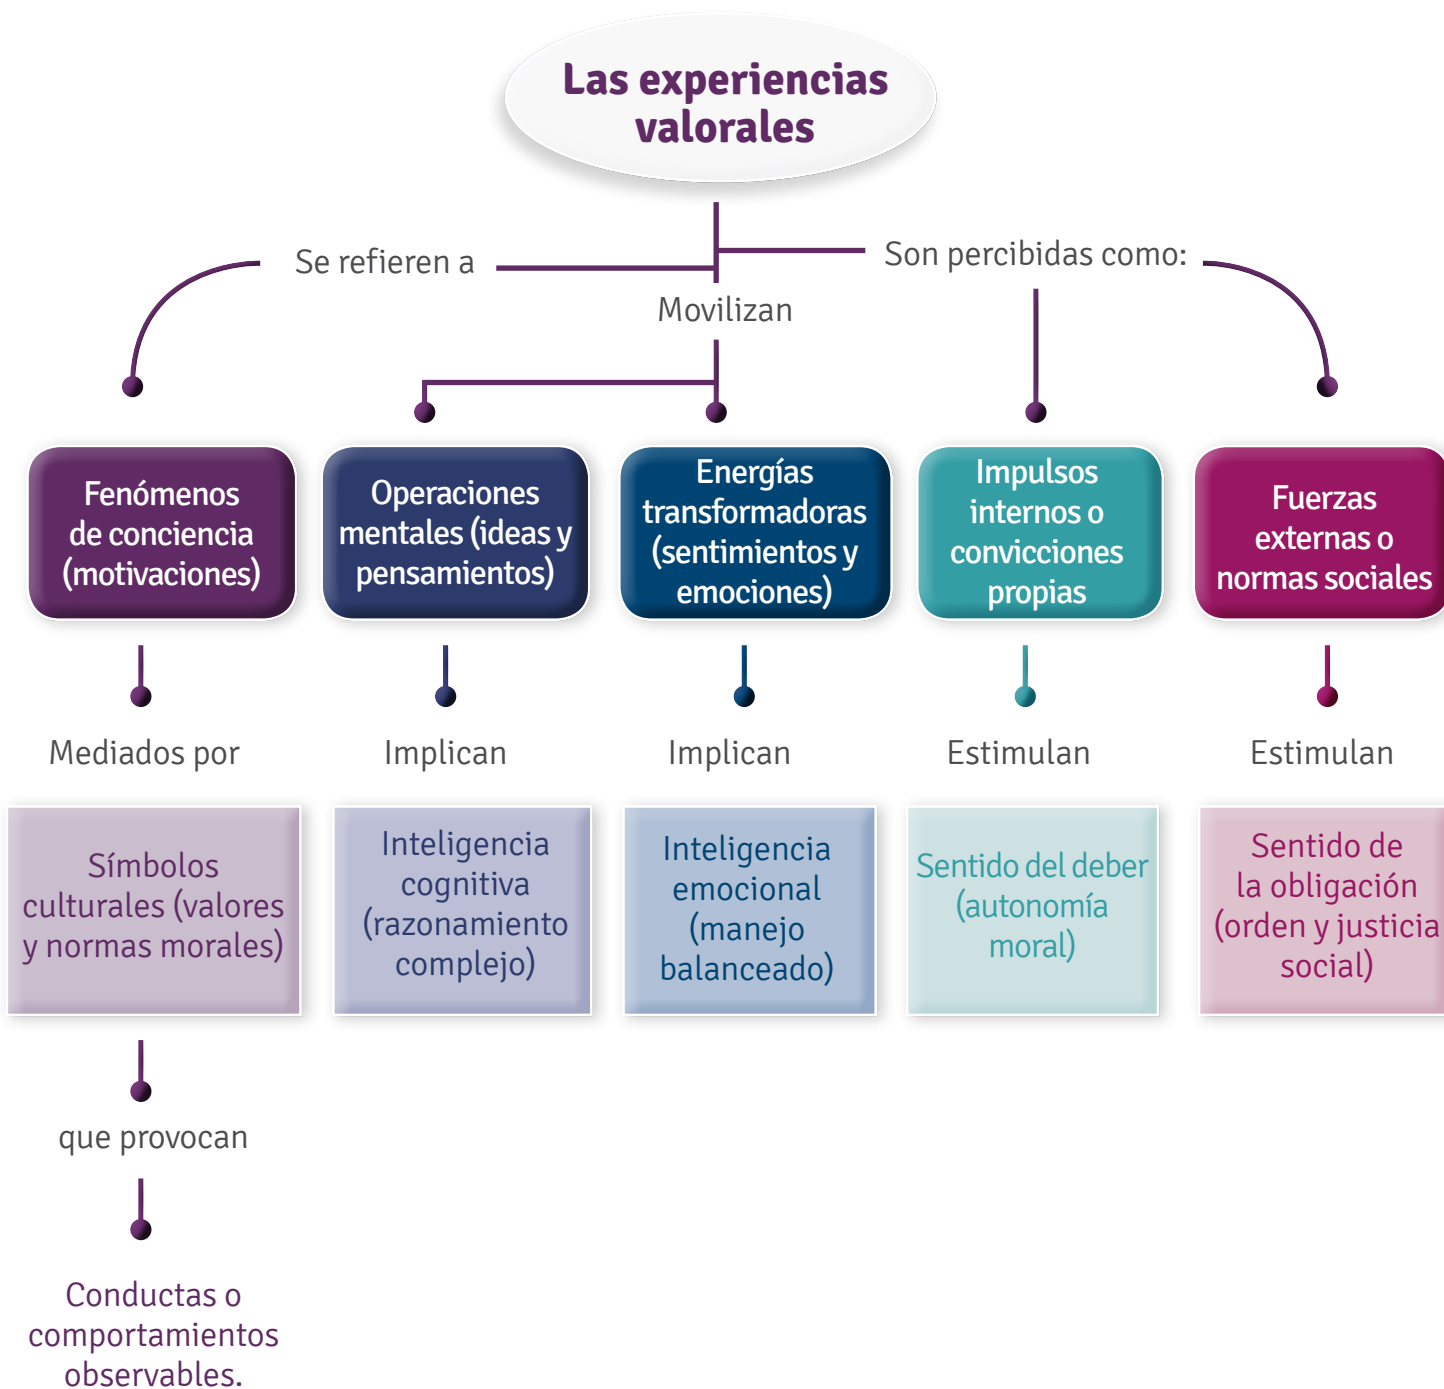 Las experiencias
valorales
Se refieren a
Son percibidas como:
Movilizan
Fenómenos
de conciencia
(motivaciones)
Operaciones
mentales (ideas y
pensamientos)
Energías
transformadoras
(sentimientos y
emociones)
Impulsos
internos o
convicciones
propias
Fuerzas
externas o
normas sociales
Mediados por
Implican
Implican
Estimulan
Estimulan
Símbolos
culturales (valores
y normas morales)
Inteligencia
cognitiva
(razonamiento
complejo)
Inteligencia
emocional
(manejo
balanceado)
Sentido del deber
(autonomía
moral)
Sentido de
la obligación
(orden y justicia
social)
que provocan
Conductas o
comportamientos
observables.